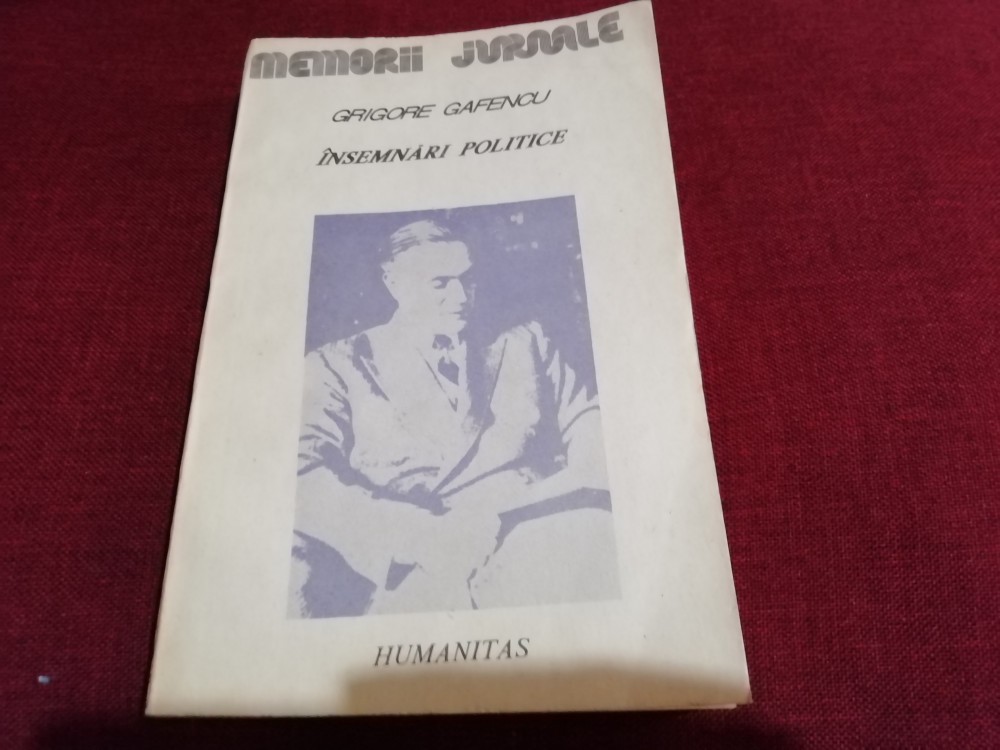 MEMORII JURNALE
GRIGORE GAFENCU
ÎNSEMNĂRI POLITICE
HUMANITAS